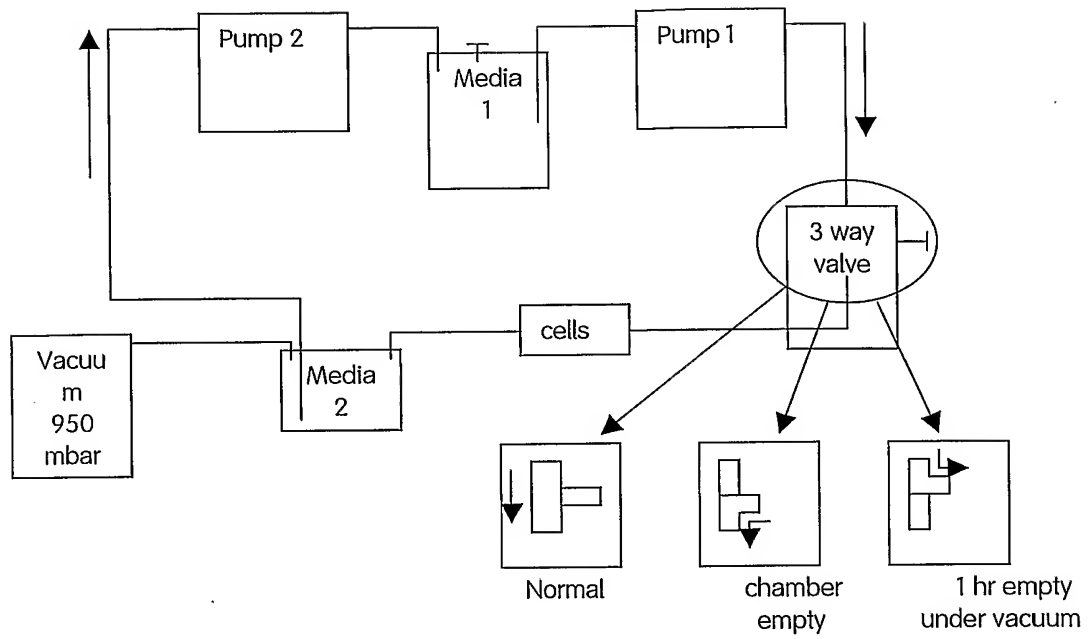 Pump 2
Media
1
Pump 1
3 way
valve
cells
Vacuu
m
950
mbar
Media
2
Normal
chamber
empty
1 hr empty
under vacuum